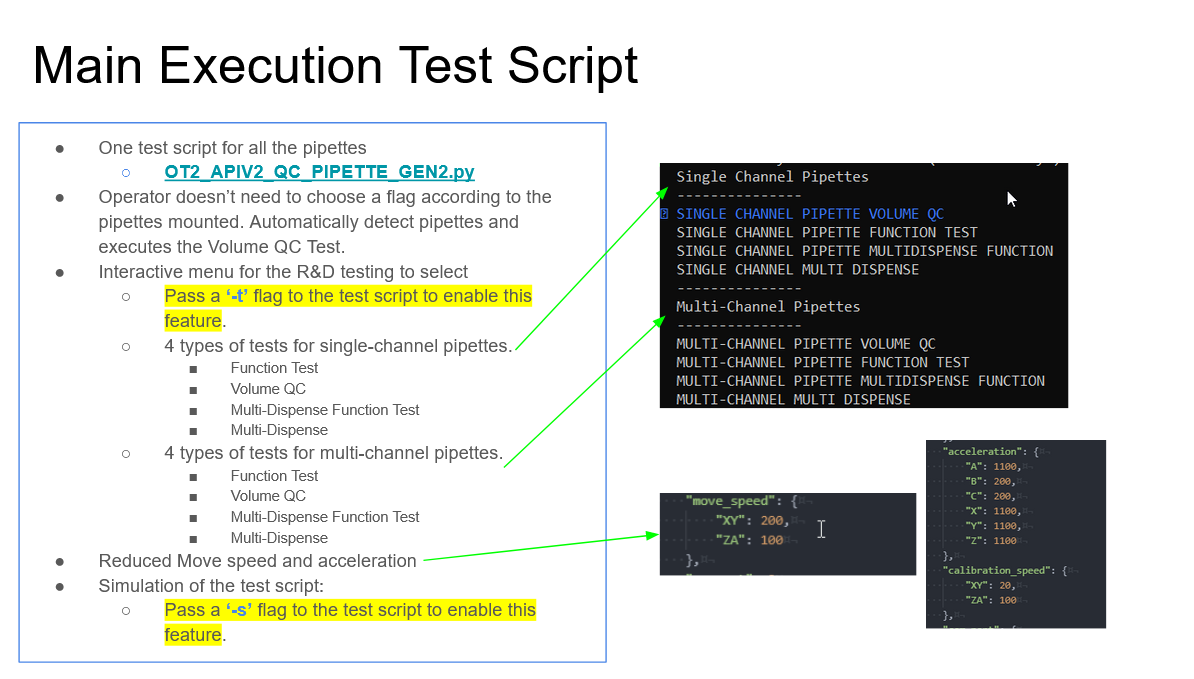 Main Execution Test Script
● One test script for all the pipettes
○ OT2_APIV2_QC_PIPETTE_GEN2.py
● Operator doesn’t need to choose a flag according to the
pipettes mounted. Automatically detect pipettes and
executes the Volume QC Test.
● Interactive menu for the R&D testing to select
○ Pass a ‘-t’ flag to the test script to enable this
feature.
○ 4 types of tests for single-channel pipettes.
■ Function Test
■ Volume QC
■ Multi-Dispense Function Test
■ Multi-Dispense
○ 4 types of tests for multi-channel pipettes.
■ Function Test
■ Volume QC
■ Multi-Dispense Function Test
■ Multi-Dispense
● Reduced Move speed and acceleration
● Simulation of the test script:
○ Pass a ‘-s’ flag to the test script to enable this
feature.
Single Channel Pipettes
---------------
SINGLE CHANNEL PIPETTE VOLUME QC
SINGLE CHANNEL PIPETTE FUNCTION TEST
SINGLE CHANNEL PIPETTE MULTIDISPENSE FUNCTION
SINGLE CHANNEL MULTI DISPENSE
---------------
Multi-Channel Pipettes
---------------
MULTI-CHANNEL PIPETTE VOLUME QC
MULTI-CHANNEL PIPETTE FUNCTION TEST
MULTI-CHANNEL PIPETTE MULTIDISPENSE FUNCTION
MULTI-CHANNEL MULTI DISPENSE
"move_speed": {
"XY": 200,
"ZA": 100
},
"acceleration": {
"A": 1100,
"B": 200,
"C": 200,
"X": 1100,
"Y": 1100,
"Z": 1100
},
"calibration_speed": {
"XY": 20,
"ZA": 100
},